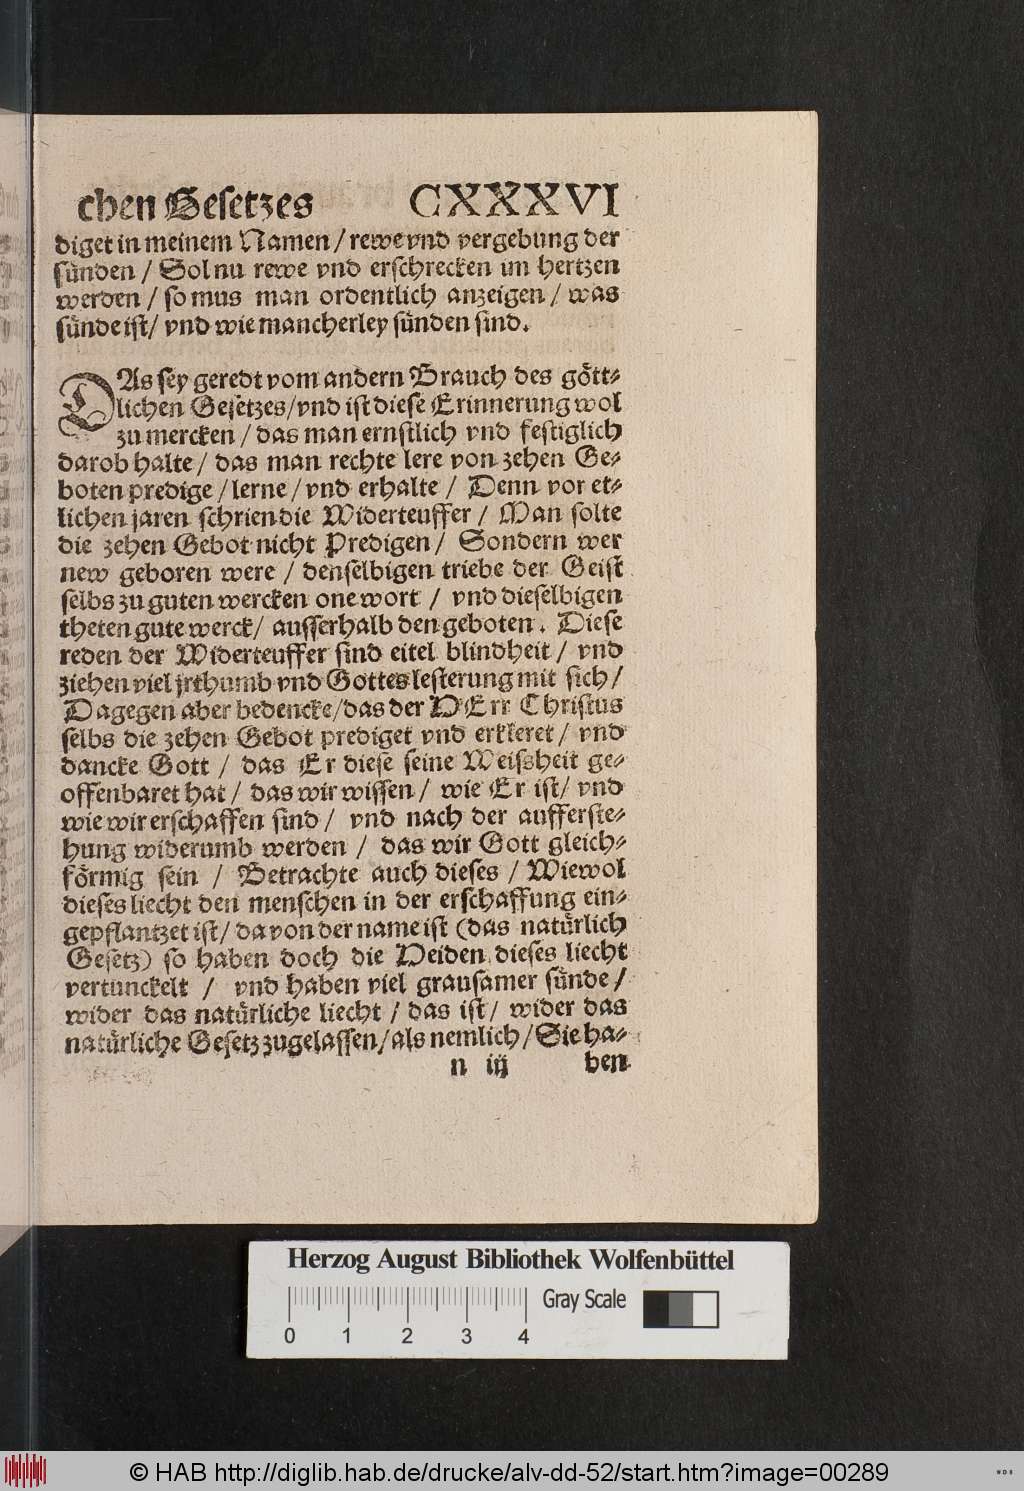 chen Gesetzes CXXXVI
diget in meinem Namen / rewe vnd vergebung der
sünden / Sol nu rewe vnd erschrecken im hertzen
werden / so mus man ordentlich anzeigen / was
sünde ist / vnd wie mancherley sünden sind.
DAs sey geredt vom andern Brauch des gött-
lichen Gesetzes / vnd ist diese Erinnerung wol
zu mercken / das man ernstlich vnd festiglich
darob halte / das man rechte lere von zehen Ge-
boten predige / lerne / vnd erhalte / Denn vor et-
lichen jaren schrien die Widerteuffer / Man solte
die zehen Gebot nicht Predigen / Sondern wer
new geboren were / denselbigen triebe der Geist
selbs zu guten wercken one wort / vnd dieselbigen
theten gute werck / ausserhalb den geboten. Diese
reden der Widerteuffer sind eitel blindheit / vnd
ziehen viel jrthumb vnd Gottes lesterung mit sich /
Dagegen aber bedencke / das der HErr Christus
selbs die zehen Gebot prediget vnd erkleret / vnd
dancke Gott / das Er diese seine Weisheit ge-
offenbaret hat / das wir wissen / wie Er ist / vnd
wie wir erschaffen sind / vnd nach der aufferste-
hung widerumb werden / das wir Gott gleich-
förmig sein / Betrachte auch dieses / Wiewol
dieses liecht den menschen in der erschaffung ein-
gepflantzet ist / davon der name ist (das natürlich
Gesetz) so haben doch die Heiden dieses liecht
vertunckelt / vnd haben viel grausamer sünde /
wider das natürliche liecht / das ist / wider das
natürliche Gesetz zugelassen / als nemlich / Sie ha-
n iij ben
Herzog August Bibliothek Wolfenbüttel
Gray Scale
0 1 2 3 4
© HAB http://diglib.hab.de/drucke/alv-dd-52/start.htm?image=00289